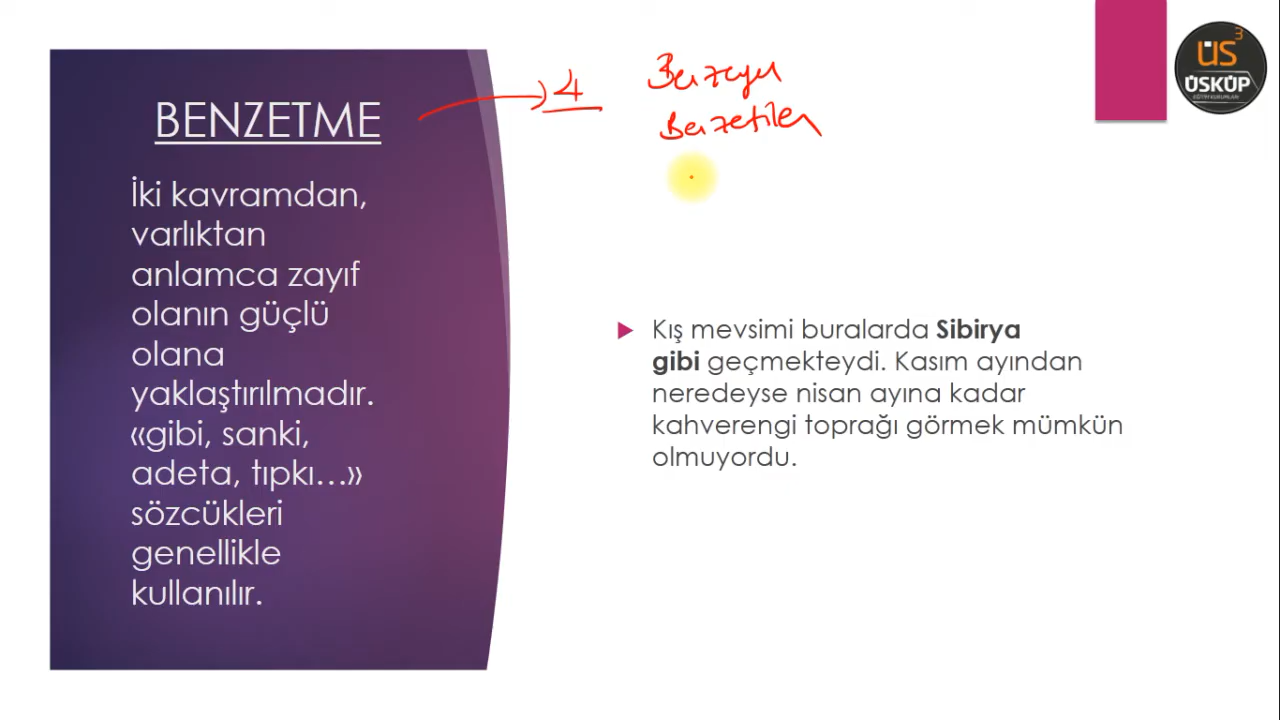 BENZETME
İki kavramdan,
varlıktan
anlamca zayıf
olanın güçlü
olana
yaklaştırılmadır.
«gibi, sanki,
adeta, tıpkı...»
sözcükleri
genellikle
kullanılır.
4
Benzeyen
Benzetilen
Kış mevsimi buralarda Sibirya
gibi geçmekteydi. Kasım ayından
neredeyse nisan ayına kadar
kahverengi toprağı görmek mümkün
olmuyordu.
ÜS3
ÜSKÜP